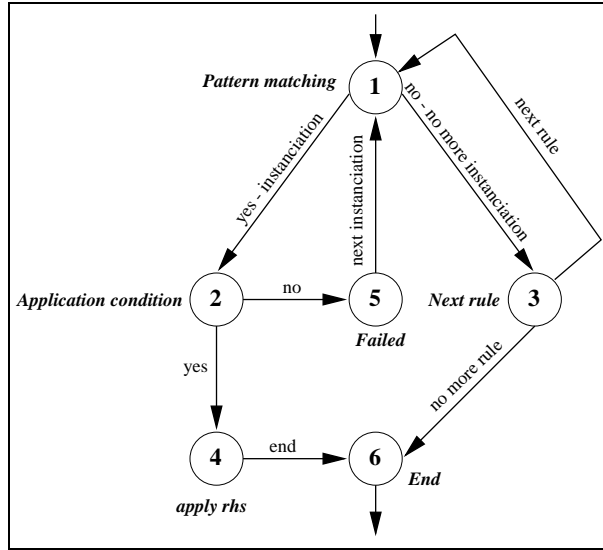 Pattern matching
1
no - no more instanciation
next rule
yes - instanciation
next instanciation
Application condition
2
no
5
Next rule
3
Failed
yes
no more rule
4
end
6
apply rhs
End